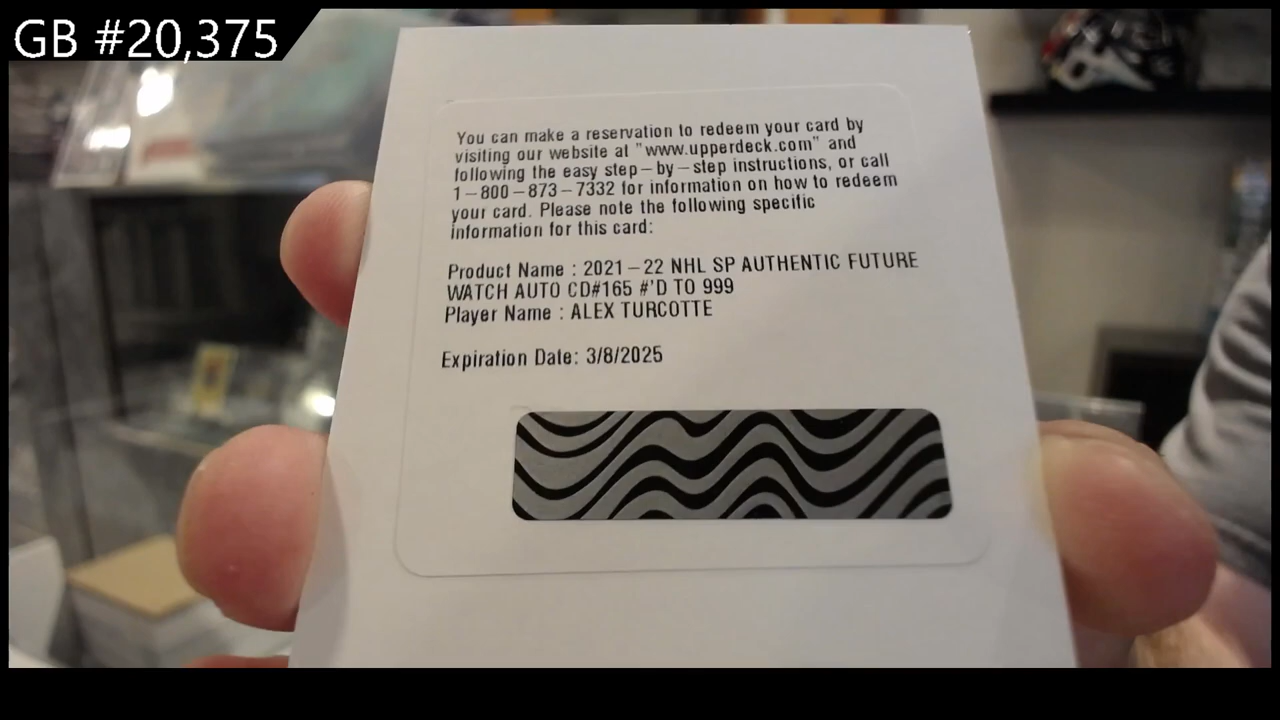 GB #20,375
You can make a reservation to redeem your card by
visiting our website at "www.upperdeck.com" and
following the easy step-by-step instructions, or call
1-800-873-7332 for information on how to redeem
your card. Please note the following specific
information for this card:
Product Name : 2021-22 NHL SP AUTHENTIC FUTURE
WATCH AUTO CD#165 #'D TO 999
Player Name : ALEX TURCOTTE
Expiration Date: 3/8/2025